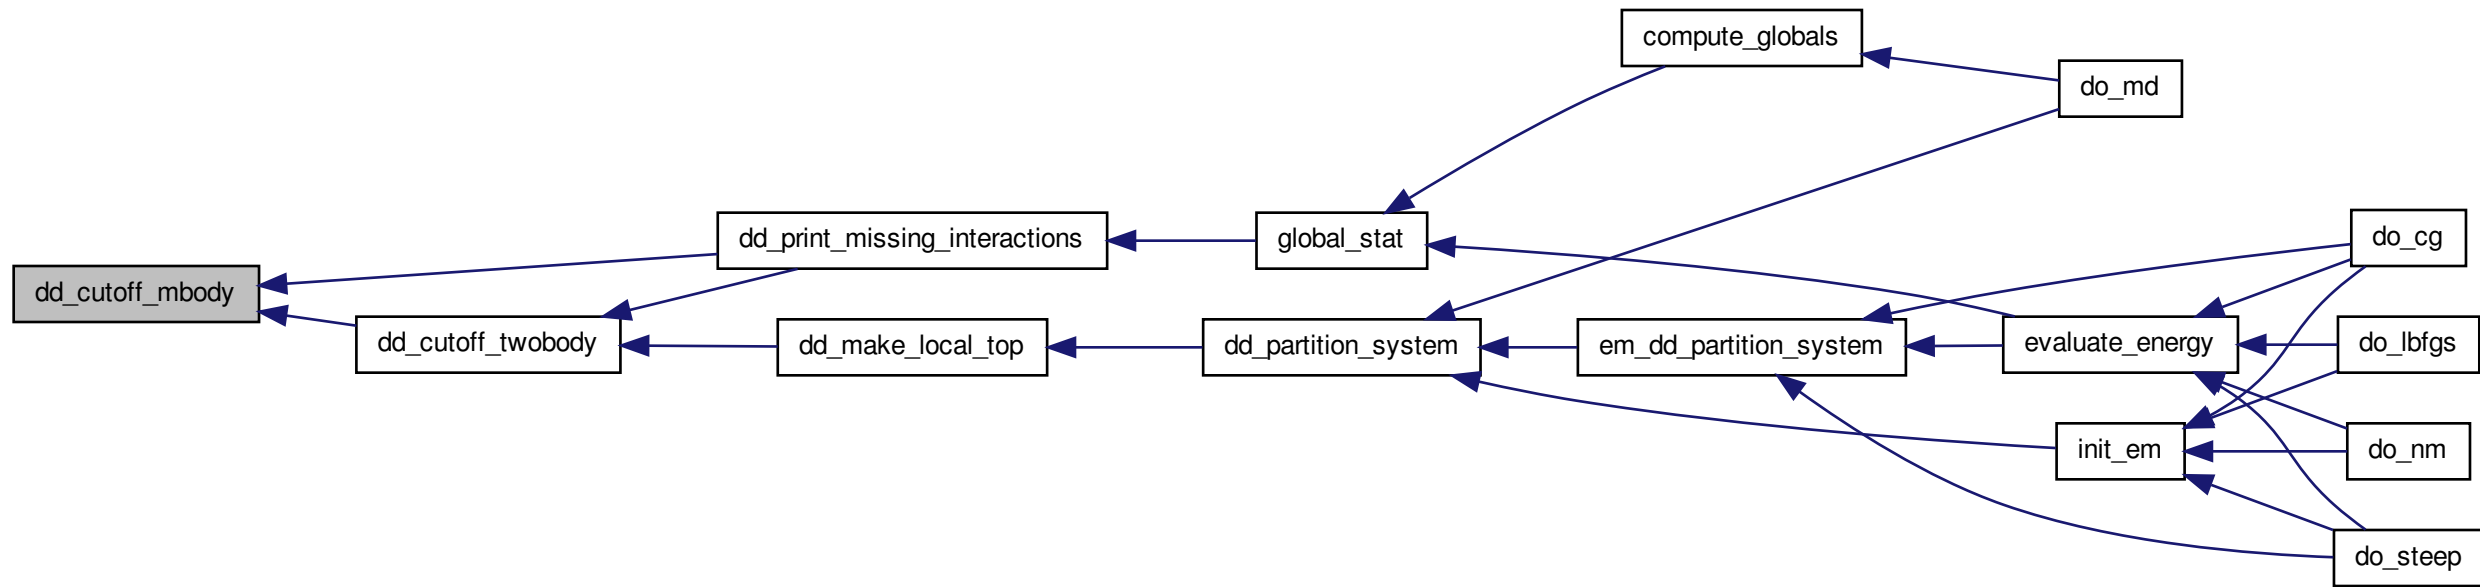 compute_globals
do_md
dd_print_missing_interactions
global_stat
do_cg
dd_cutoff_mbody
dd_cutoff_twobody
dd_make_local_top
dd_partition_system
em_dd_partition_system
evaluate_energy
do_lbfgs
init_em
do_nm
do_steep